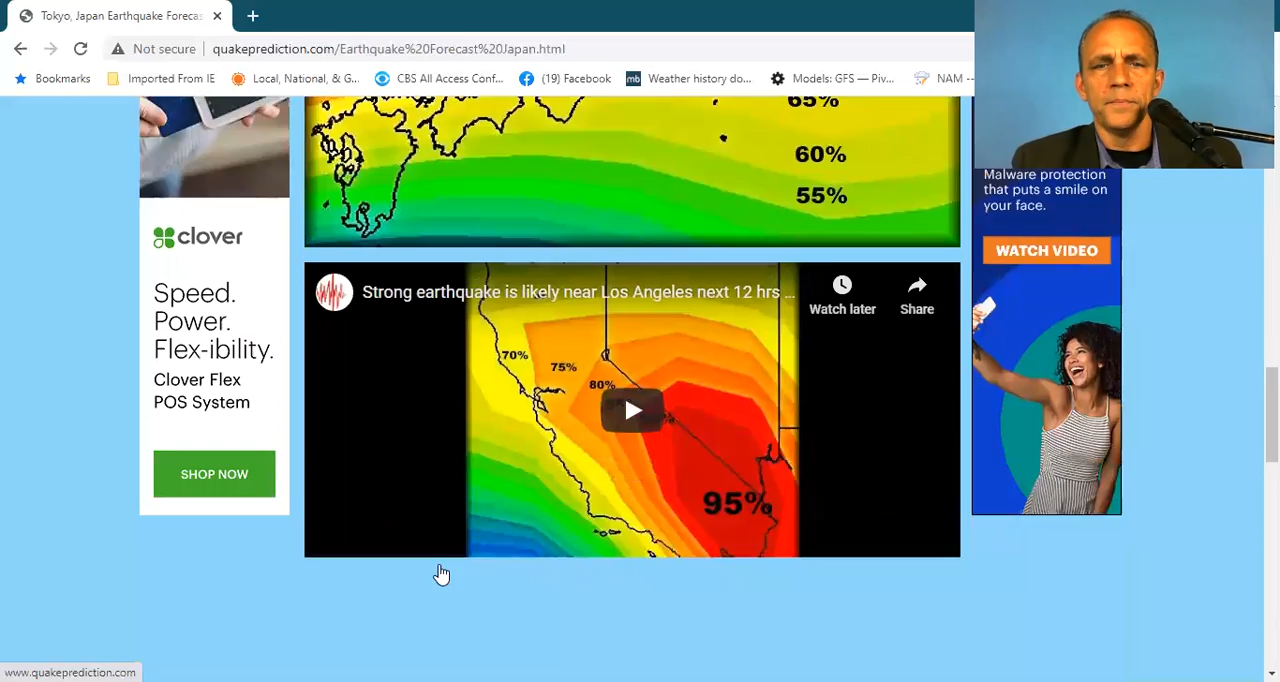 Tokyo, Japan Earthquake Forecas
Not secure
quakeprediction.com/Earthquake%20Forecast%20Japan.html
Bookmarks
Imported From IE
Local, National, & G...
CBS All Access Conf...
(19) Facebook
mb
Weather history do...
Models: GFS — Piv...
NAM --
65%
60%
55%
clover
Speed.
Power.
Flex-ibility.
Clover Flex
POS System
SHOP NOW
Strong earthquake is likely near Los Angeles next 12 hrs ...
Watch later
Share
70%
75%
80%
95%
Malware protection
that puts a smile on
your face.
WATCH VIDEO
www.quakeprediction.com